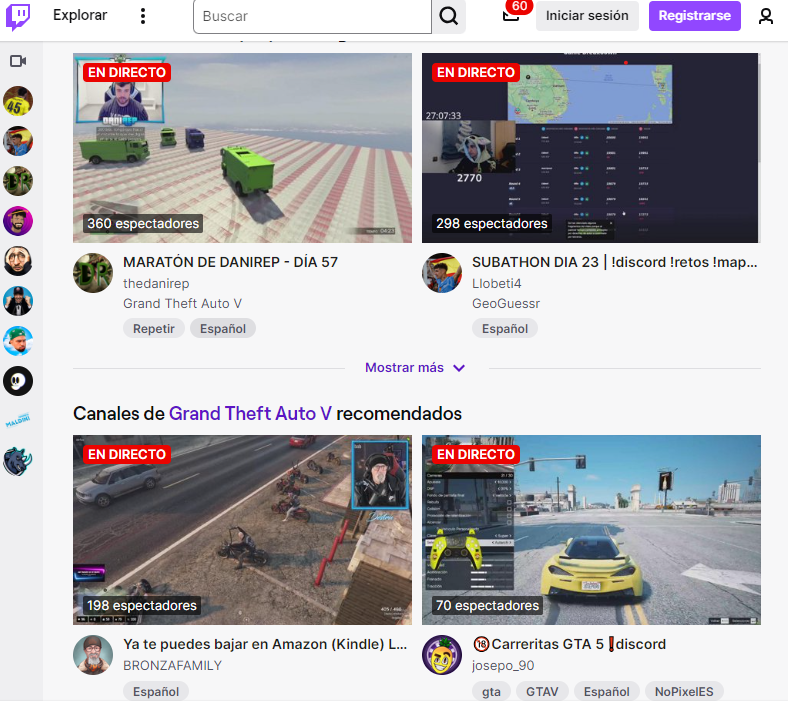 Explorar
Buscar
60
Iniciar sesión
Registrarse
EN DIRECTO
DANIREP
360 espectadores
EN DIRECTO
27:07:33
2770
298 espectadores
MARATÓN DE DANIREP - DÍA 57
thedanirep
Grand Theft Auto V
Repetir
Español
SUBATHON DIA 23 | !discord !retos !map...
Llobeti4
GeoGuessr
Español
Mostrar más
Canales de Grand Theft Auto V recomendados
EN DIRECTO
198 espectadores
EN DIRECTO
70 espectadores
Ya te puedes bajar en Amazon (Kindle) L...
BRONZAFAMILY
Español
🔞Carreritas GTA 5❗discord
josepo_90
gta
GTAV
Español
NoPixelES
45
MALDINI